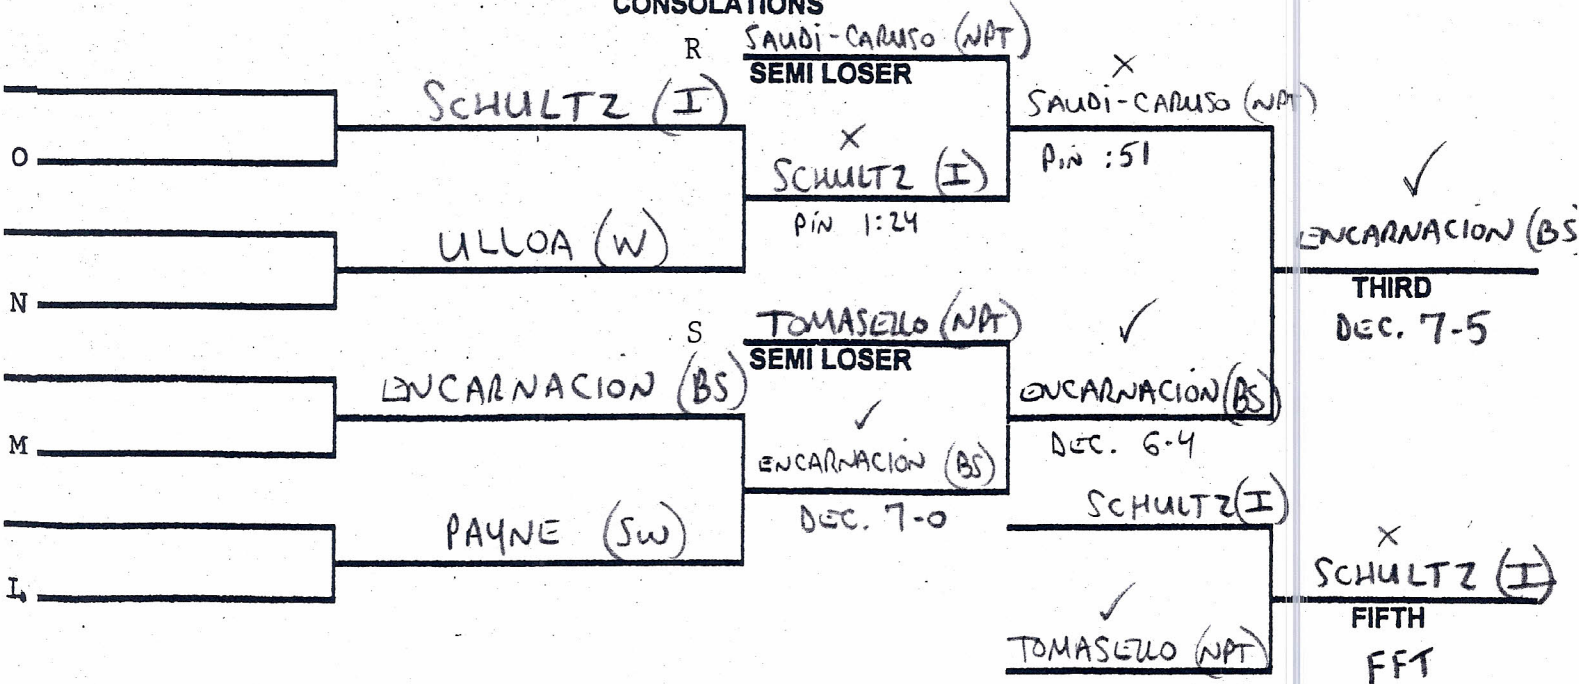 CONSOLATIONS
R SAUDI-CARUSO (NPT)
SEMI LOSER
SCHULTZ (I)
X
SAUDI-CARUSO (NPT)
PIN :51
O
X
SCHULTZ (I)
PIN 1:24
ULLOA (W)
N
✓
ENCARNACION (BS)
THIRD
DEC. 7-5
S TOMASELLO (NPT)
SEMI LOSER
ENCARNACION (BS)
✓
ENCARNACION (BS)
DEC. 6-4
M
✓
ENCARNACION (BS)
DEC. 7-0
PAYNE (SW)
L
SCHULTZ (I)
✓
TOMASELLO (NPT)
X
SCHULTZ (I)
FIFTH
FFT